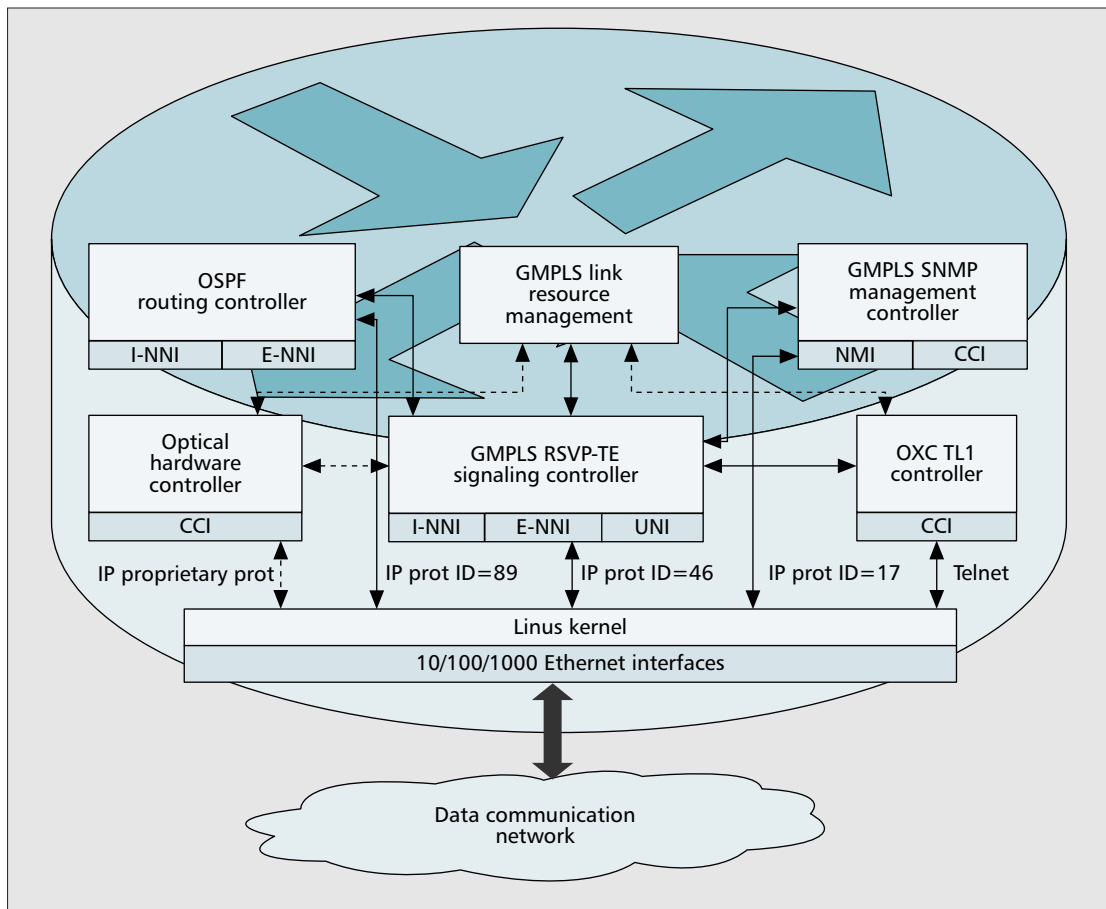 OSPF
routing controller
I-NNI E-NNI
GMPLS link
resource
management
GMPLS SNMP
management
controller
NMI CCI
Optical
hardware
controller
CCI
GMPLS RSVP-TE
signaling controller
I-NNI E-NNI UNI
OXC TL1
controller
CCI
IP proprietary prot
IP prot ID=89
IP prot ID=46
IP prot ID=17
Telnet
Linus kernel
10/100/1000 Ethernet interfaces
Data communication
network